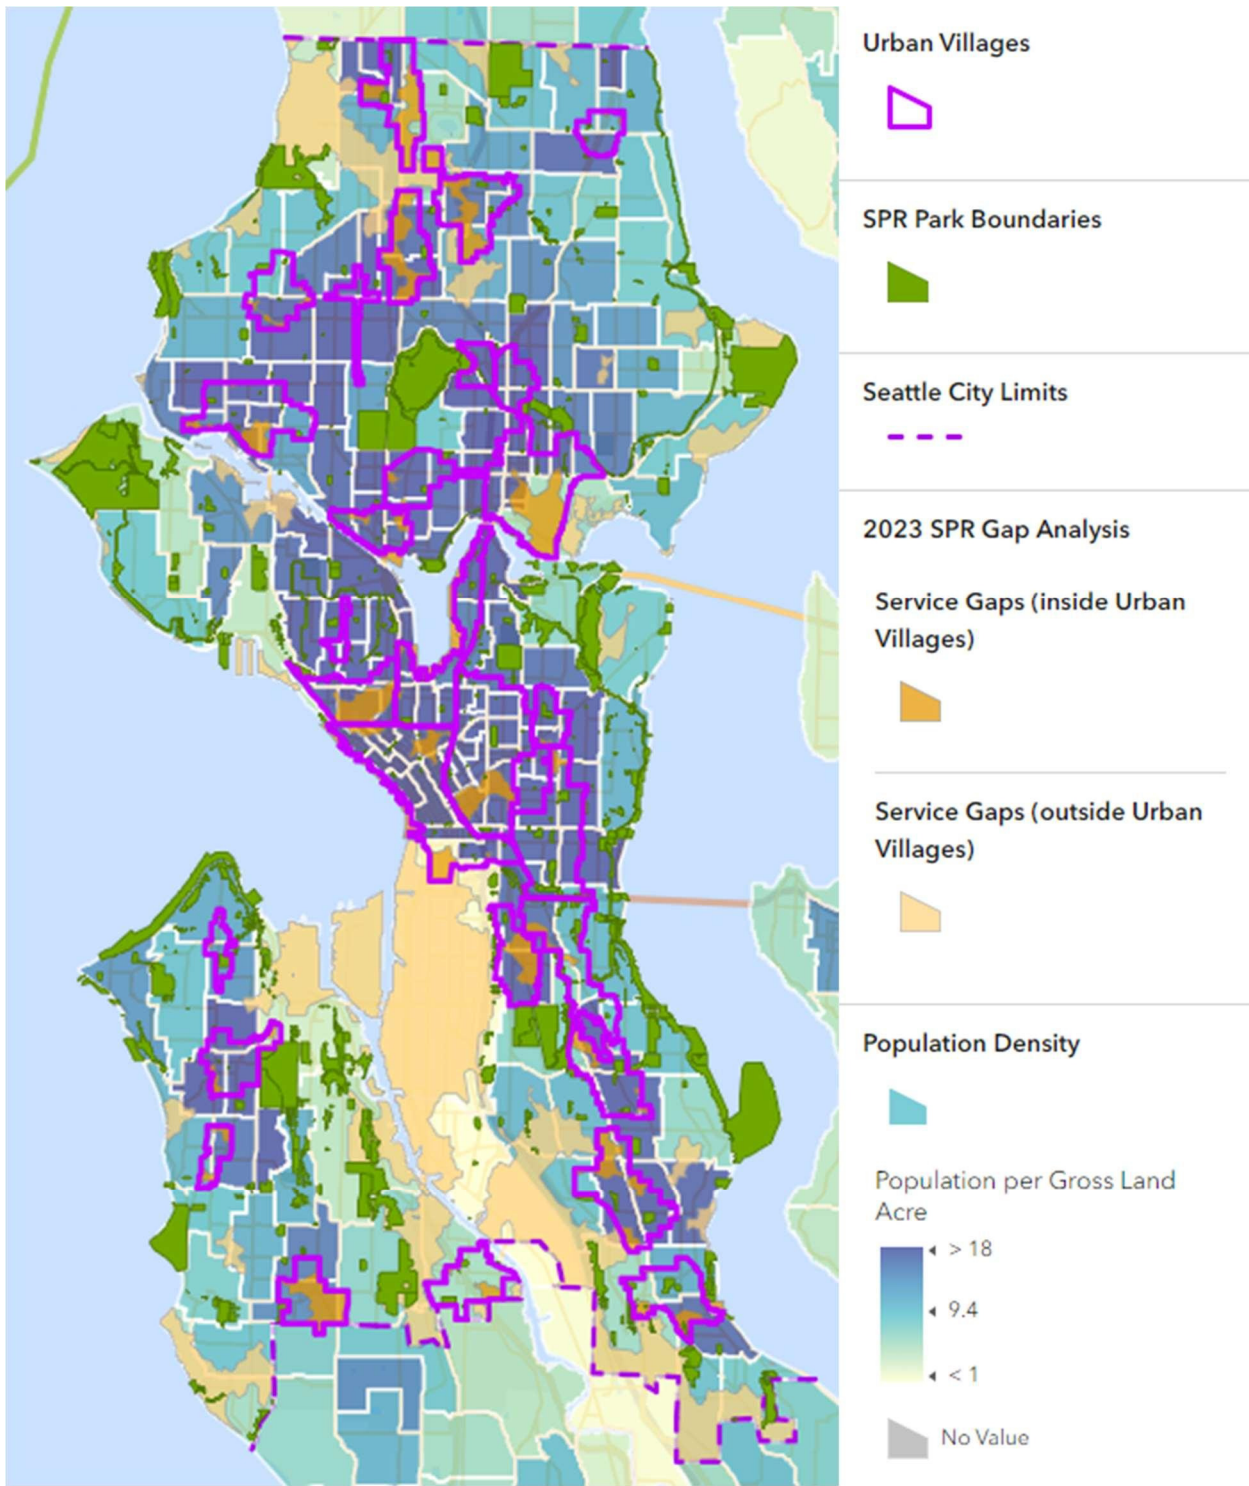 Urban Villages
SPR Park Boundaries
Seattle City Limits
2023 SPR Gap Analysis
Service Gaps (inside Urban
Villages)
Service Gaps (outside Urban
Villages)
Population Density
Population per Gross Land
Acre
> 18
9.4
< 1
No Value